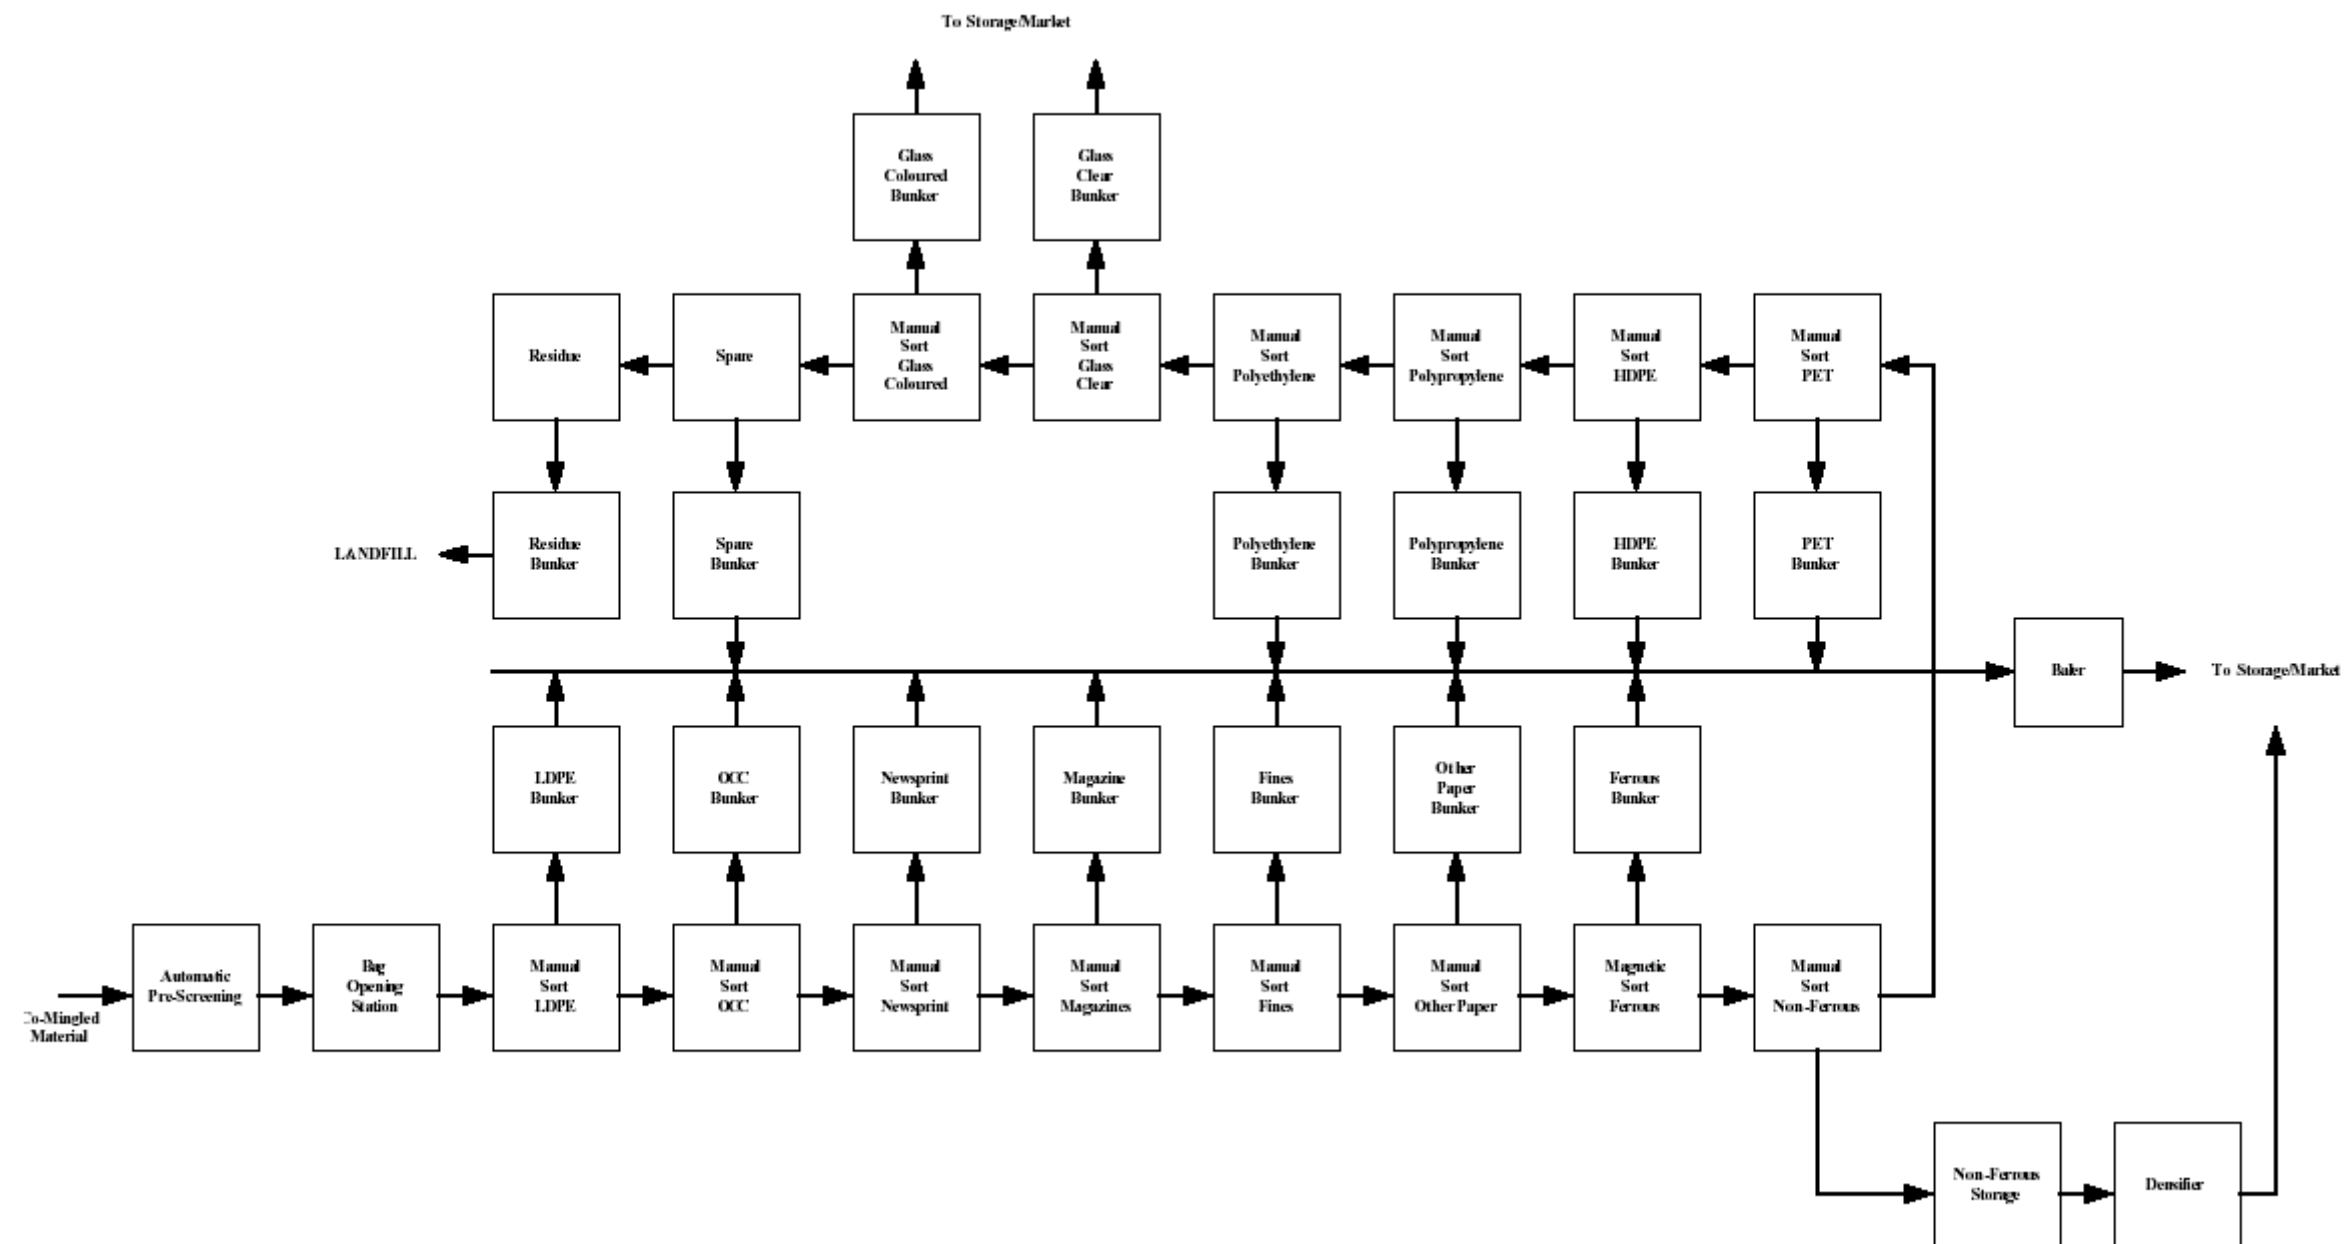 To Storage/Market
Glass
Coloured
Bunker
Glass
Clear
Bunker
Residue
Spare
Manual
Sort
Glass
Coloured
Manual
Sort
Glass
Clear
Manual
Sort
Polyethylene
Manual
Sort
Polypropylene
Manual
Sort
HDPE
Manual
Sort
PET
LANDFILL
Residue
Bunker
Spare
Bunker
Polyethylene
Bunker
Polypropylene
Bunker
HDPE
Bunker
PET
Bunker
Baler
To Storage/Market
LDPE
Bunker
OCC
Bunker
Newsprint
Bunker
Magazine
Bunker
Fines
Bunker
Other
Paper
Bunker
Ferrous
Bunker
Co-Mingled
Material
Automatic
Pre-Screening
Bag
Opening
Station
Manual
Sort
LDPE
Manual
Sort
OCC
Manual
Sort
Newsprint
Manual
Sort
Magazines
Manual
Sort
Fines
Manual
Sort
Other Paper
Magnetic
Sort
Ferrous
Manual
Sort
Non-Ferrous
Non-Ferrous
Storage
Densifier